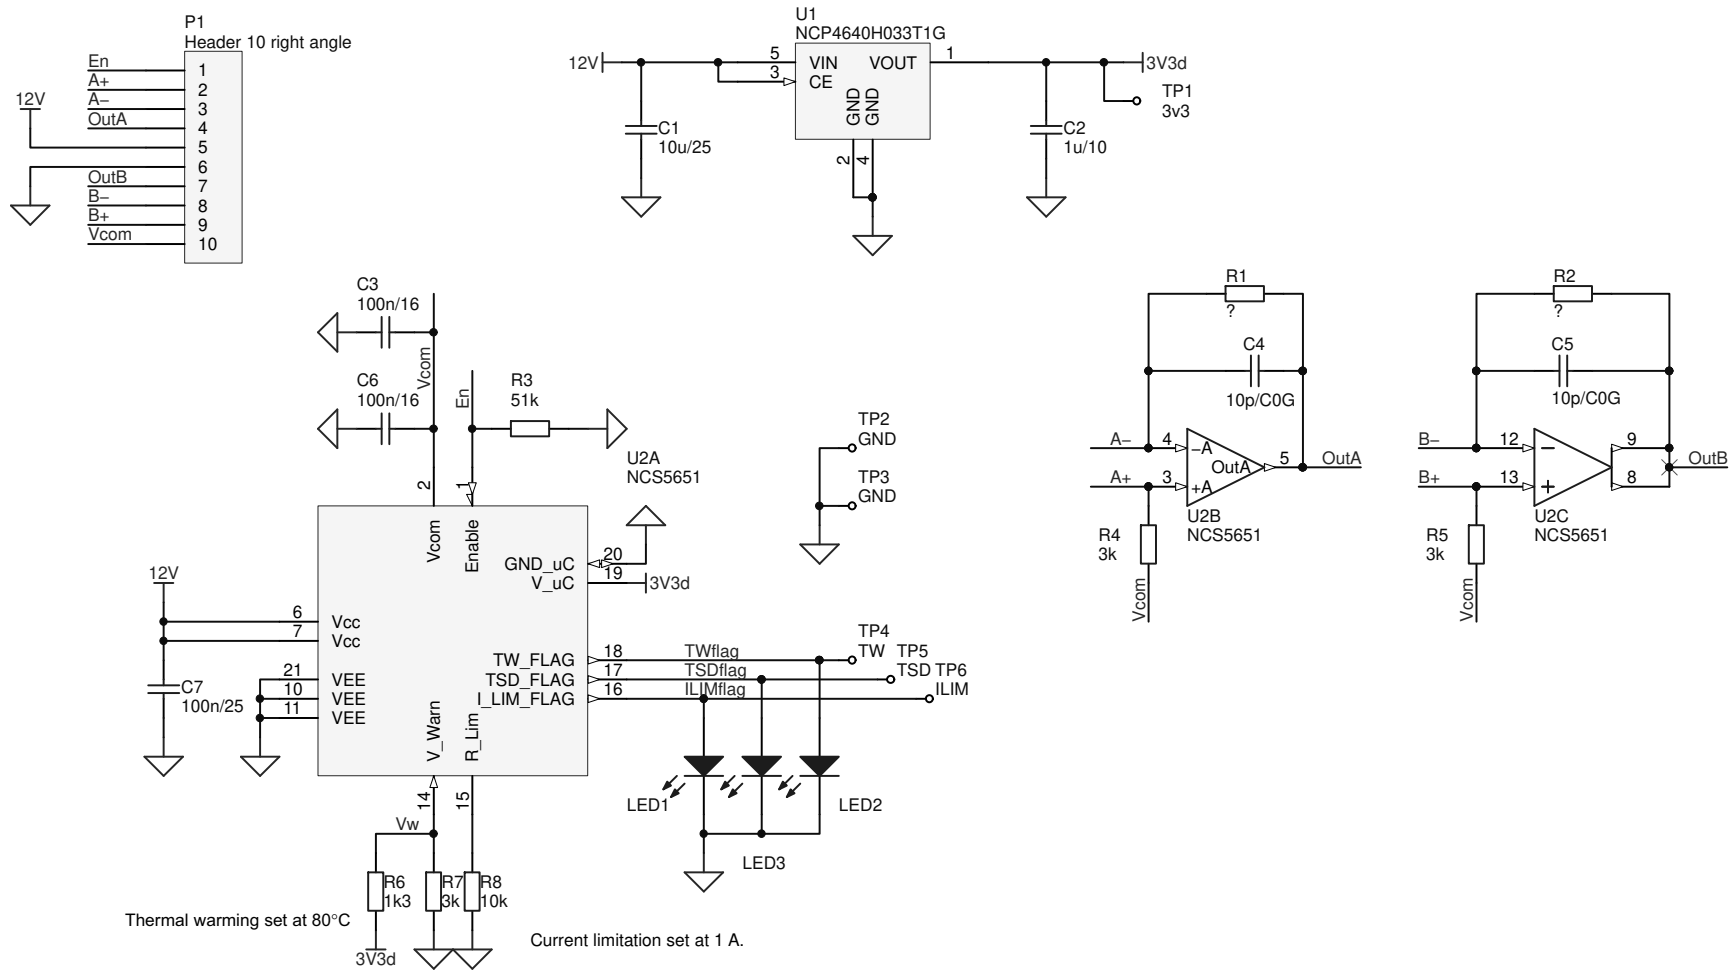 P1
Header 10 right angle
En
1
A+
2
12V
A−
3
OutA
4
5
6
OutB
7
B−
8
B+
9
Vcom
10
U1
NCP4640H033T1G
12V
5
VIN
VOUT
1
3V3d
3
CE
GND
GND
2
4
TP1
3v3
C1
10u/25
C2
1u/10
C3
100n/16
Vcom
C6
100n/16
En
R3
51k
U2A
NCS5651
2
1
Vcom
Enable
GND_uC
20
V_uC
19
3V3d
12V
6
Vcc
7
Vcc
21
VEE
10
VEE
11
VEE
C7
100n/25
TW_FLAG
18
TWflag
TSD_FLAG
17
TSDflag
I_LIM_FLAG
16
ILIMflag
V_Warn
R_Lim
14
15
Vw
R6
1k3
R7
3k
R8
10k
3V3d
Thermal warming set at 80°C
Current limitation set at 1 A.
TP2
GND
TP3
GND
TP4
TW
TP5
TSD
TP6
ILIM
LED1
LED2
LED3
R1
?
C4
10p/C0G
A−
4
−A
OutA
5
OutA
A+
3
+A
U2B
NCS5651
R4
3k
Vcom
R2
?
C5
10p/C0G
B−
12
−
9
OutB
B+
13
+
8
U2C
NCS5651
R5
3k
Vcom